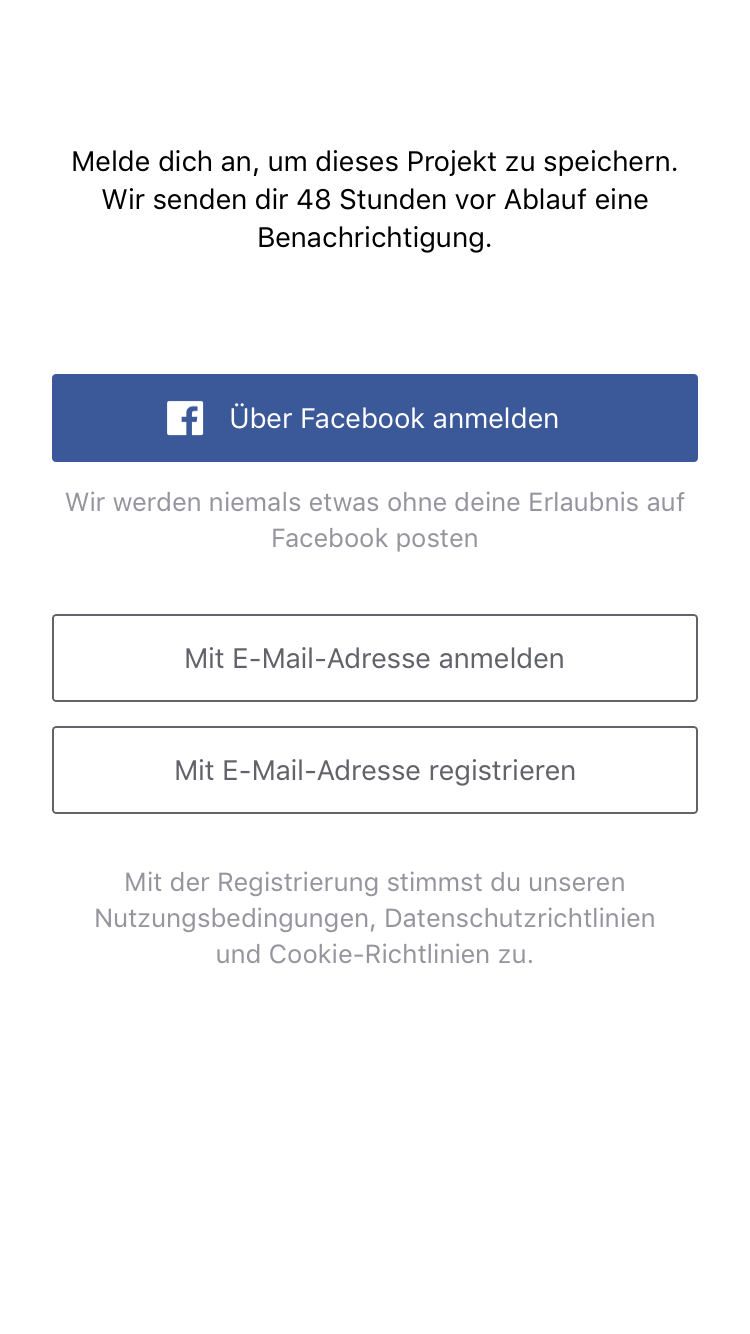 Melde dich an, um dieses Projekt zu speichern.
Wir senden dir 48 Stunden vor Ablauf eine
Benachrichtigung.
Über Facebook anmelden
Wir werden niemals etwas ohne deine Erlaubnis auf
Facebook posten
Mit E-Mail-Adresse anmelden
Mit E-Mail-Adresse registrieren
Mit der Registrierung stimmst du unseren
Nutzungsbedingungen, Datenschutzrichtlinien
und Cookie-Richtlinien zu.